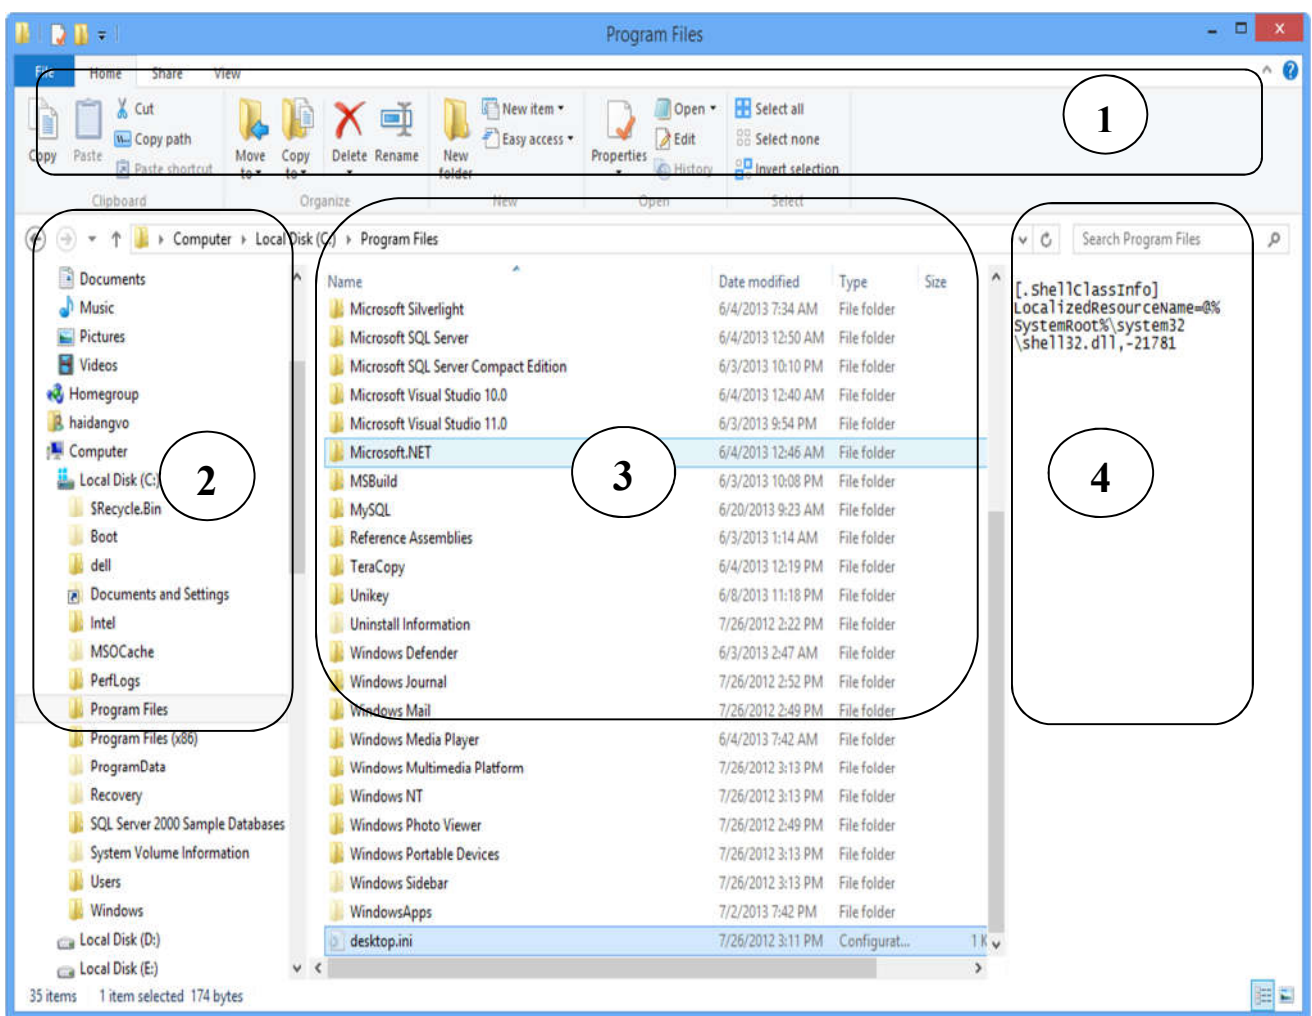 Program Files
File Home Share View
Copy
Paste
Cut
Copy path
Paste shortcut
Clipboard
Move to
Copy to
Delete
Rename
Organize
New folder
New item
Easy access
New
Properties
Open
Edit
History
Open
Select all
Select none
Invert selection
Select
1
Computer Local Disk (C:) Program Files
Search Program Files
Documents
Music
Pictures
Videos
Homegroup
haidangvo
Computer
Local Disk (C:)
$Recycle.Bin
Boot
dell
Documents and Settings
Intel
MSOCache
PerfLogs
Program Files
Program Files (x86)
ProgramData
Recovery
SQL Server 2000 Sample Databases
System Volume Information
Users
Windows
Local Disk (D:)
Local Disk (E:)
2
Name Date modified Type Size
Microsoft Silverlight 6/4/2013 7:34 AM File folder
Microsoft SQL Server 6/4/2013 12:50 AM File folder
Microsoft SQL Server Compact Edition 6/3/2013 10:10 PM File folder
Microsoft Visual Studio 10.0 6/4/2013 12:40 AM File folder
Microsoft Visual Studio 11.0 6/3/2013 9:54 PM File folder
Microsoft.NET 6/4/2013 12:46 AM File folder
MSBuild 6/3/2013 10:08 PM File folder
MySQL 6/20/2013 9:23 AM File folder
Reference Assemblies 6/3/2013 1:14 AM File folder
TeraCopy 6/4/2013 12:19 PM File folder
Unikey 6/8/2013 11:18 PM File folder
Uninstall Information 7/26/2012 2:22 PM File folder
Windows Defender 6/3/2013 2:47 AM File folder
Windows Journal 7/26/2012 2:52 PM File folder
Windows Mail 7/26/2012 2:49 PM File folder
Windows Media Player 6/4/2013 7:42 AM File folder
Windows Multimedia Platform 7/26/2012 3:13 PM File folder
Windows NT 7/26/2012 3:13 PM File folder
Windows Photo Viewer 7/26/2012 2:49 PM File folder
Windows Portable Devices 7/26/2012 3:13 PM File folder
Windows Sidebar 7/26/2012 3:13 PM File folder
WindowsApps 7/2/2013 7:42 PM File folder
desktop.ini 7/26/2012 3:11 PM Configurat... 1 K
3
[.ShellClassInfo]
LocalizedResourceName=@%
SystemRoot%\system32
\shell32.dll,-21781
4
35 items 1 item selected 174 bytes